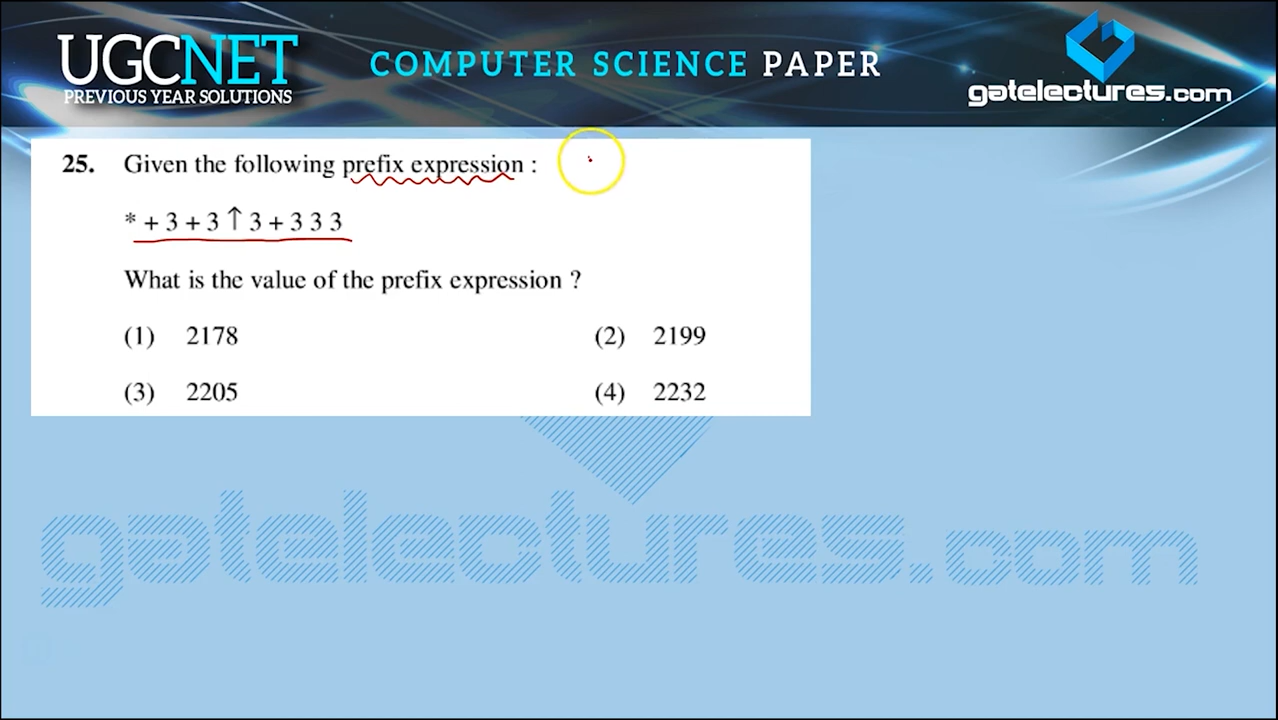 UGCNET
PREVIOUS YEAR SOLUTIONS
COMPUTER SCIENCE PAPER
gatelectures.com
25. Given the following prefix expression :
* + 3 + 3 ↑ 3 + 3 3 3
What is the value of the prefix expression ?
(1) 2178 (2) 2199
(3) 2205 (4) 2232
gatelectures.com